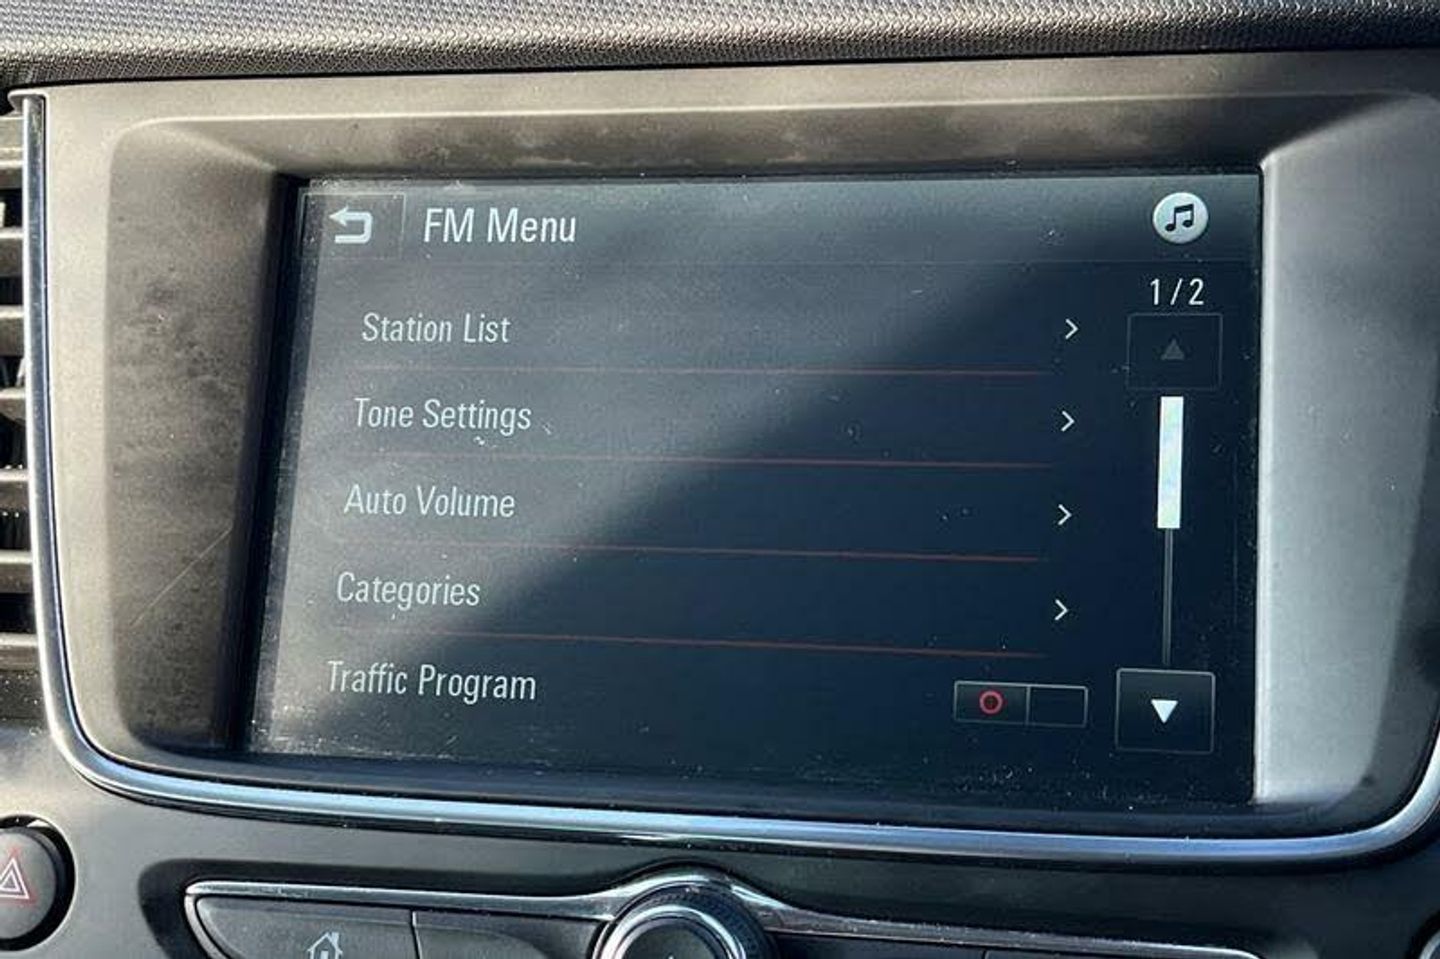 FM Menu
1/2
Station List
Tone Settings
Auto Volume
Categories
Traffic Program